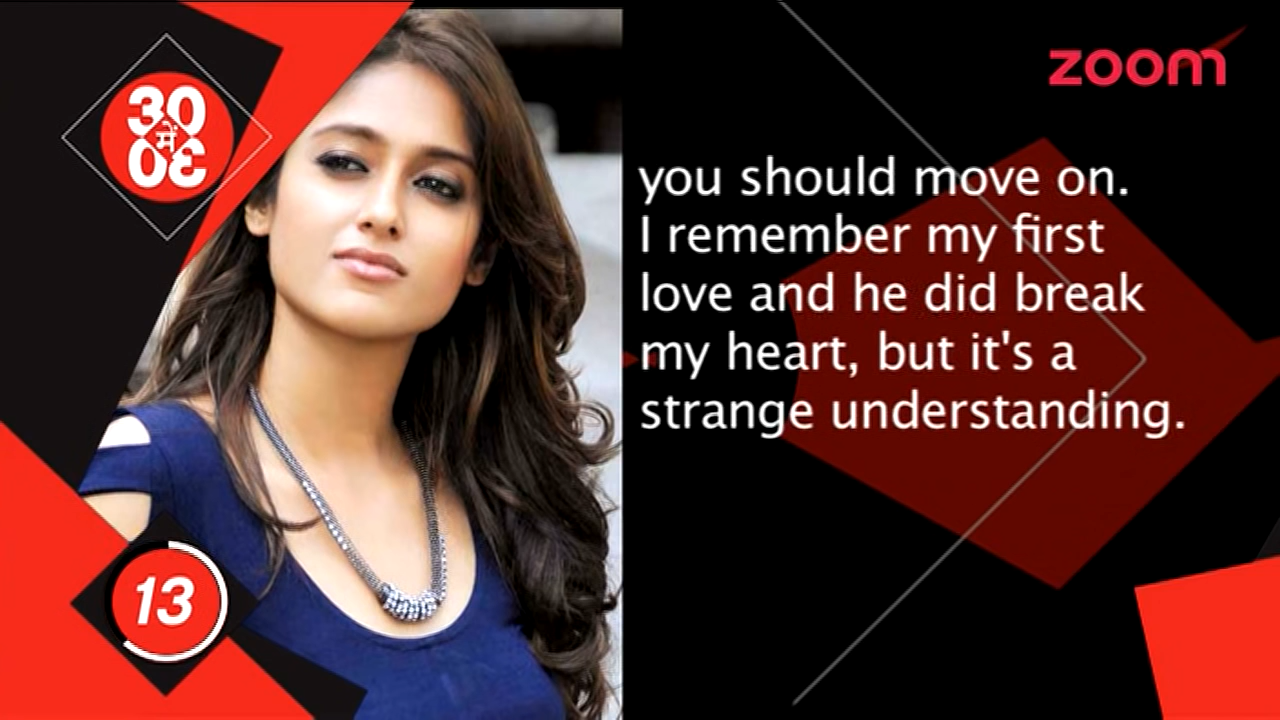 30
में
30
zoom
you should move on.
I remember my first
love and he did break
my heart, but it's a
strange understanding.
13